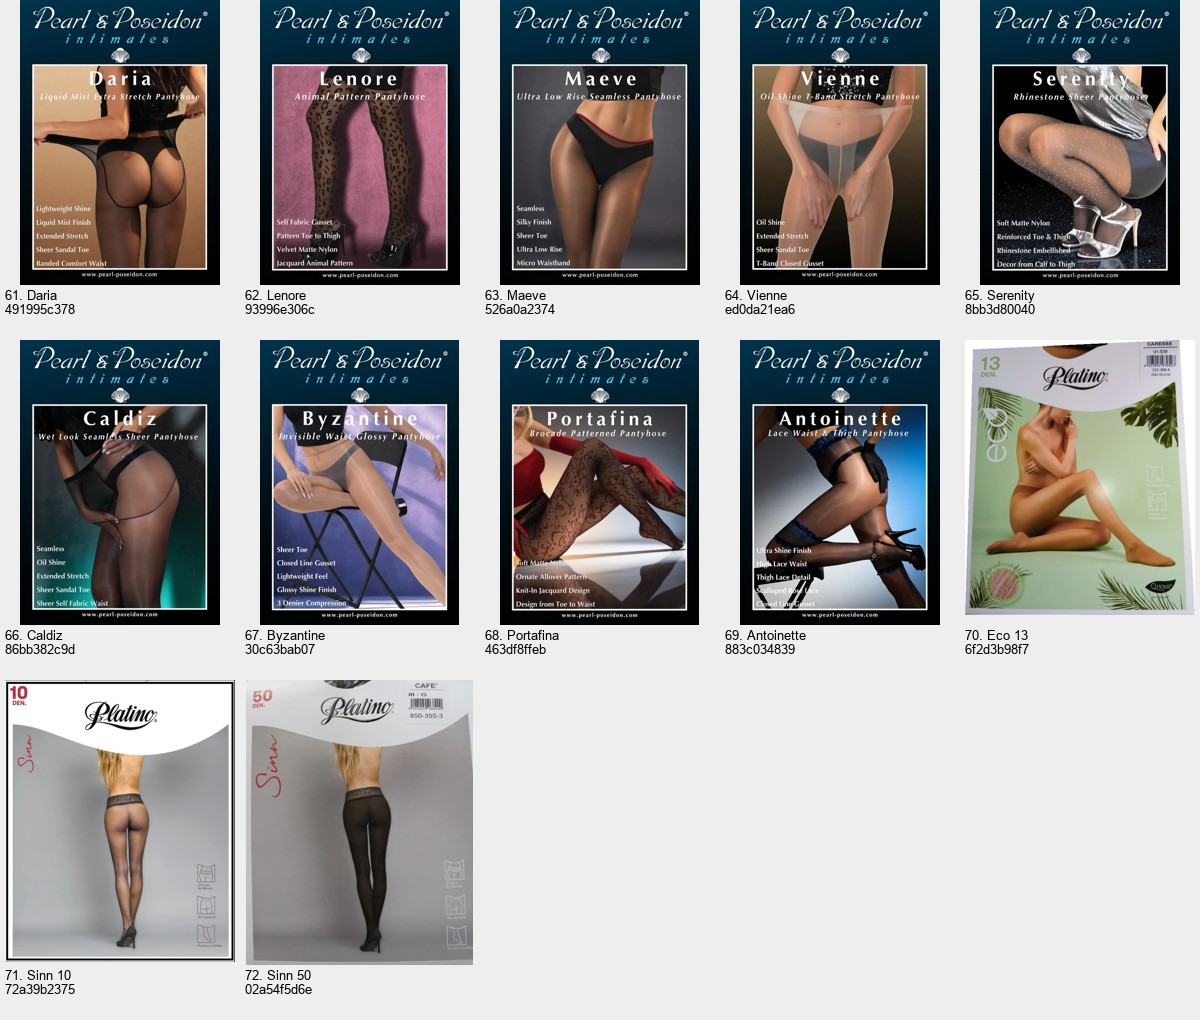 Pearl & Poseidon®
intimates
Daria
Liquid Mist Extra Stretch Pantyhose
Lightweight Shine
Liquid Mist Finish
Extended Stretch
Sheer Sandal Toe
Banded Comfort Waist
www.pearl-poseidon.com
61. Daria
491995c378
Pearl & Poseidon®
intimates
Lenore
Animal Pattern Pantyhose
Self Fabric Gusset
Pattern Toe to Thigh
Velvet Matte Nylon
Jacquard Animal Pattern
www.pearl-poseidon.com
62. Lenore
93996e306c
Pearl & Poseidon®
intimates
Maeve
Ultra Low Rise Seamless Pantyhose
Seamless
Silky Finish
Sheer Toe
Ultra Low Rise
Micro Waistband
www.pearl-poseidon.com
63. Maeve
526a0a2374
Pearl & Poseidon®
intimates
Vienne
Oil Shine T-Band Stretch Pantyhose
Oil Shine
Extended Stretch
Sheer Sandal Toe
T-Band Closed Gusset
www.pearl-poseidon.com
64. Vienne
ed0da21ea6
Pearl & Poseidon®
intimates
Serenity
Rhinestone Sheer Pantyhose
Soft Matte Nylon
Reinforced Toe & Thigh
Rhinestone Embellished
Decor from Calf to Thigh
www.pearl-poseidon.com
65. Serenity
8bb3d80040
Pearl & Poseidon®
intimates
Caldiz
Wet Look Seamless Sheer Pantyhose
Seamless
Oil Shine
Extended Stretch
Sheer Sandal Toe
Sheer Self Fabric Waist
www.pearl-poseidon.com
66. Caldiz
86bb382c9d
Pearl & Poseidon®
intimates
Byzantine
Invisible Waist Glossy Pantyhose
Sheer Toe
Closed Line Gusset
Lightweight Feel
Glossy Shine Finish
3 Denier Compression
www.pearl-poseidon.com
67. Byzantine
30c63bab07
Pearl & Poseidon®
intimates
Portafina
Brocade Patterned Pantyhose
Soft Matte Nylon
Ornate Allover Pattern
Knit-In Jacquard Design
Design from Toe to Waist
www.pearl-poseidon.com
68. Portafina
463df8ffeb
Pearl & Poseidon®
intimates
Antoinette
Lace Waist & Thigh Pantyhose
Ultra Shine Finish
High Lace Waist
Thigh Lace Detail
Scalloped Rose Lace
Closed Line Gusset
www.pearl-poseidon.com
69. Antoinette
883c034839
13
DEN.
Platino
CARESSE
VI-SM
eco
70. Eco 13
6f2d3b98f7
10
DEN.
Platino
Sinn
71. Sinn 10
72a39b2375
50
DEN.
Platino
CAFE'
III - G
850-355-3
Sinn
72. Sinn 50
02a54f5d6e